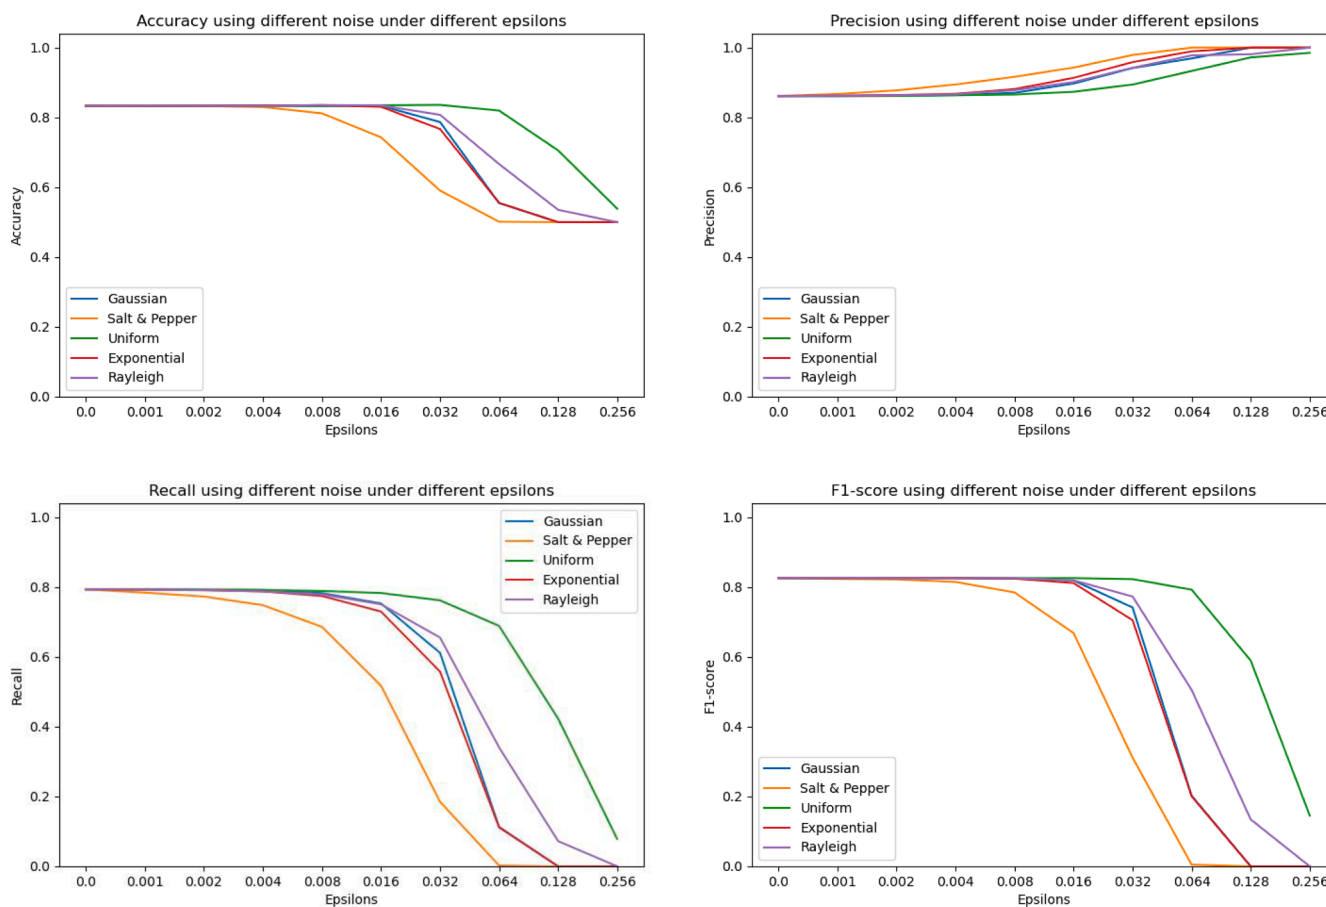 Accuracy using different noise under different epsilons
1.0
0.8
0.6
0.4
0.2
0.0
Accuracy
Gaussian
Salt & Pepper
Uniform
Exponential
Rayleigh
0.0 0.001 0.002 0.004 0.008 0.016 0.032 0.064 0.128 0.256
Epsilons
Precision using different noise under different epsilons
1.0
0.8
0.6
0.4
0.2
0.0
Precision
Gaussian
Salt & Pepper
Uniform
Exponential
Rayleigh
0.0 0.001 0.002 0.004 0.008 0.016 0.032 0.064 0.128 0.256
Epsilons
Recall using different noise under different epsilons
1.0
0.8
0.6
0.4
0.2
0.0
Recall
Gaussian
Salt & Pepper
Uniform
Exponential
Rayleigh
0.0 0.001 0.002 0.004 0.008 0.016 0.032 0.064 0.128 0.256
Epsilons
F1-score using different noise under different epsilons
1.0
0.8
0.6
0.4
0.2
0.0
F1-score
Gaussian
Salt & Pepper
Uniform
Exponential
Rayleigh
0.0 0.001 0.002 0.004 0.008 0.016 0.032 0.064 0.128 0.256
Epsilons